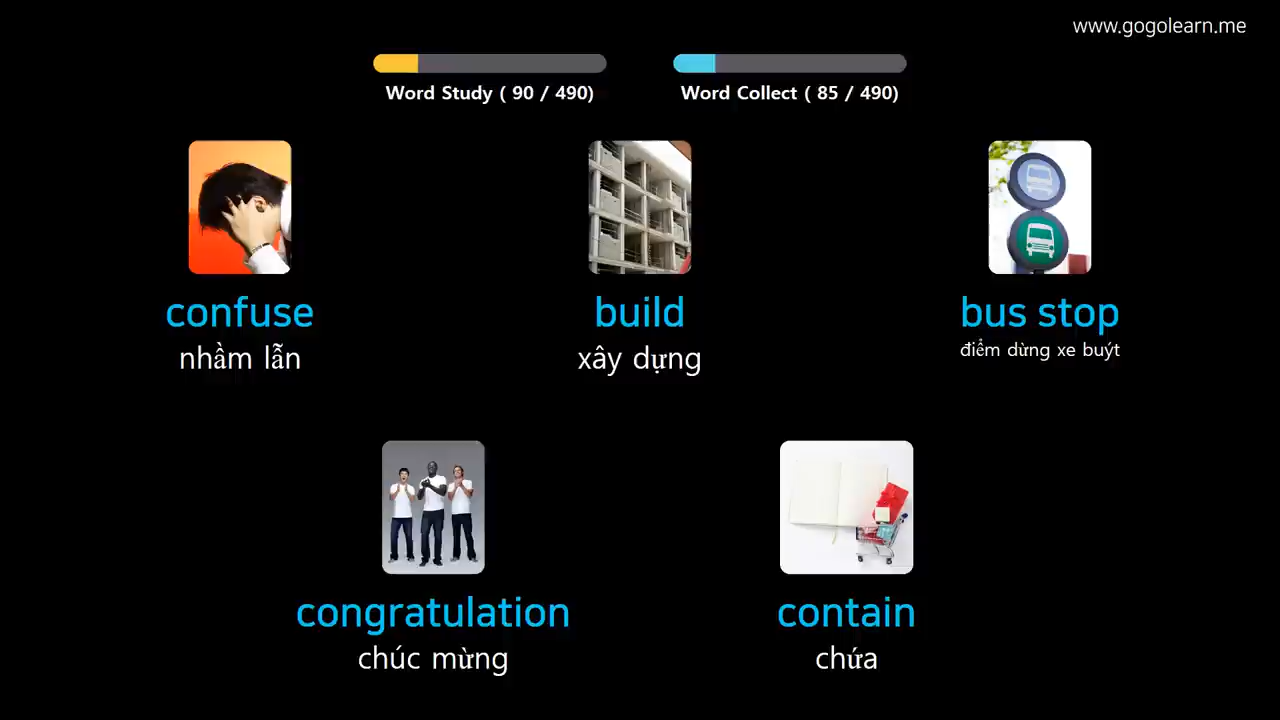 www.gogolearn.me
Word Study ( 90 / 490)
Word Collect ( 85 / 490)
confuse
nhầm lẫn
build
xây dựng
bus stop
điểm dừng xe buýt
congratulation
chúc mừng
contain
chứa